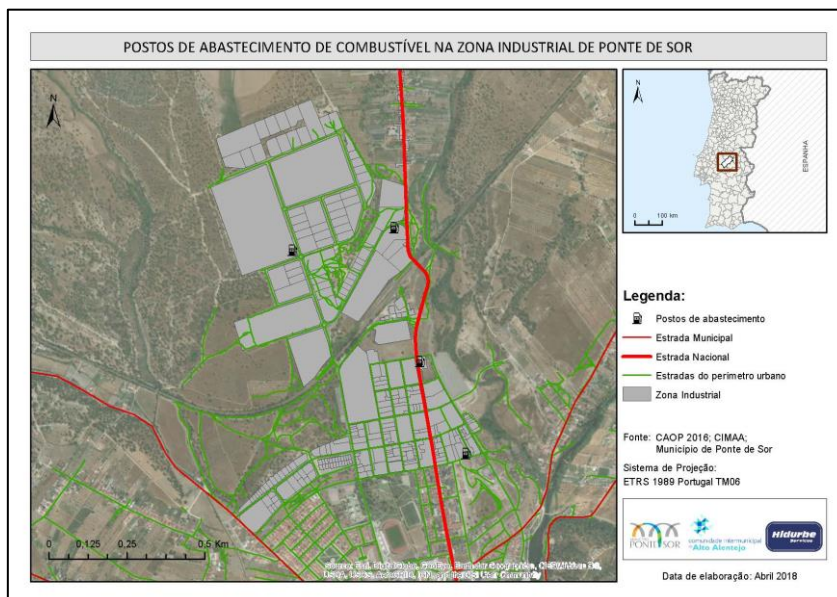 POSTOS DE ABASTECIMENTO DE COMBUSTÍVEL NA ZONA INDUSTRIAL DE PONTE DE SOR
N
N
ESPANHA
0 100 km
Legenda:
Postos de abastecimento
Estrada Municipal
Estrada Nacional
Estradas do perímetro urbano
Zona Industrial
Fonte: CAOP 2016; CIMAA;
Município de Ponte de Sor
Sistema de Projeção:
ETRS 1989 Portugal TM06
0 0,125 0,25 0,5 Km
comunidade intermunicipal
Alto Alentejo
Hidurbe
Serviços
Data de elaboração: Abril 2018